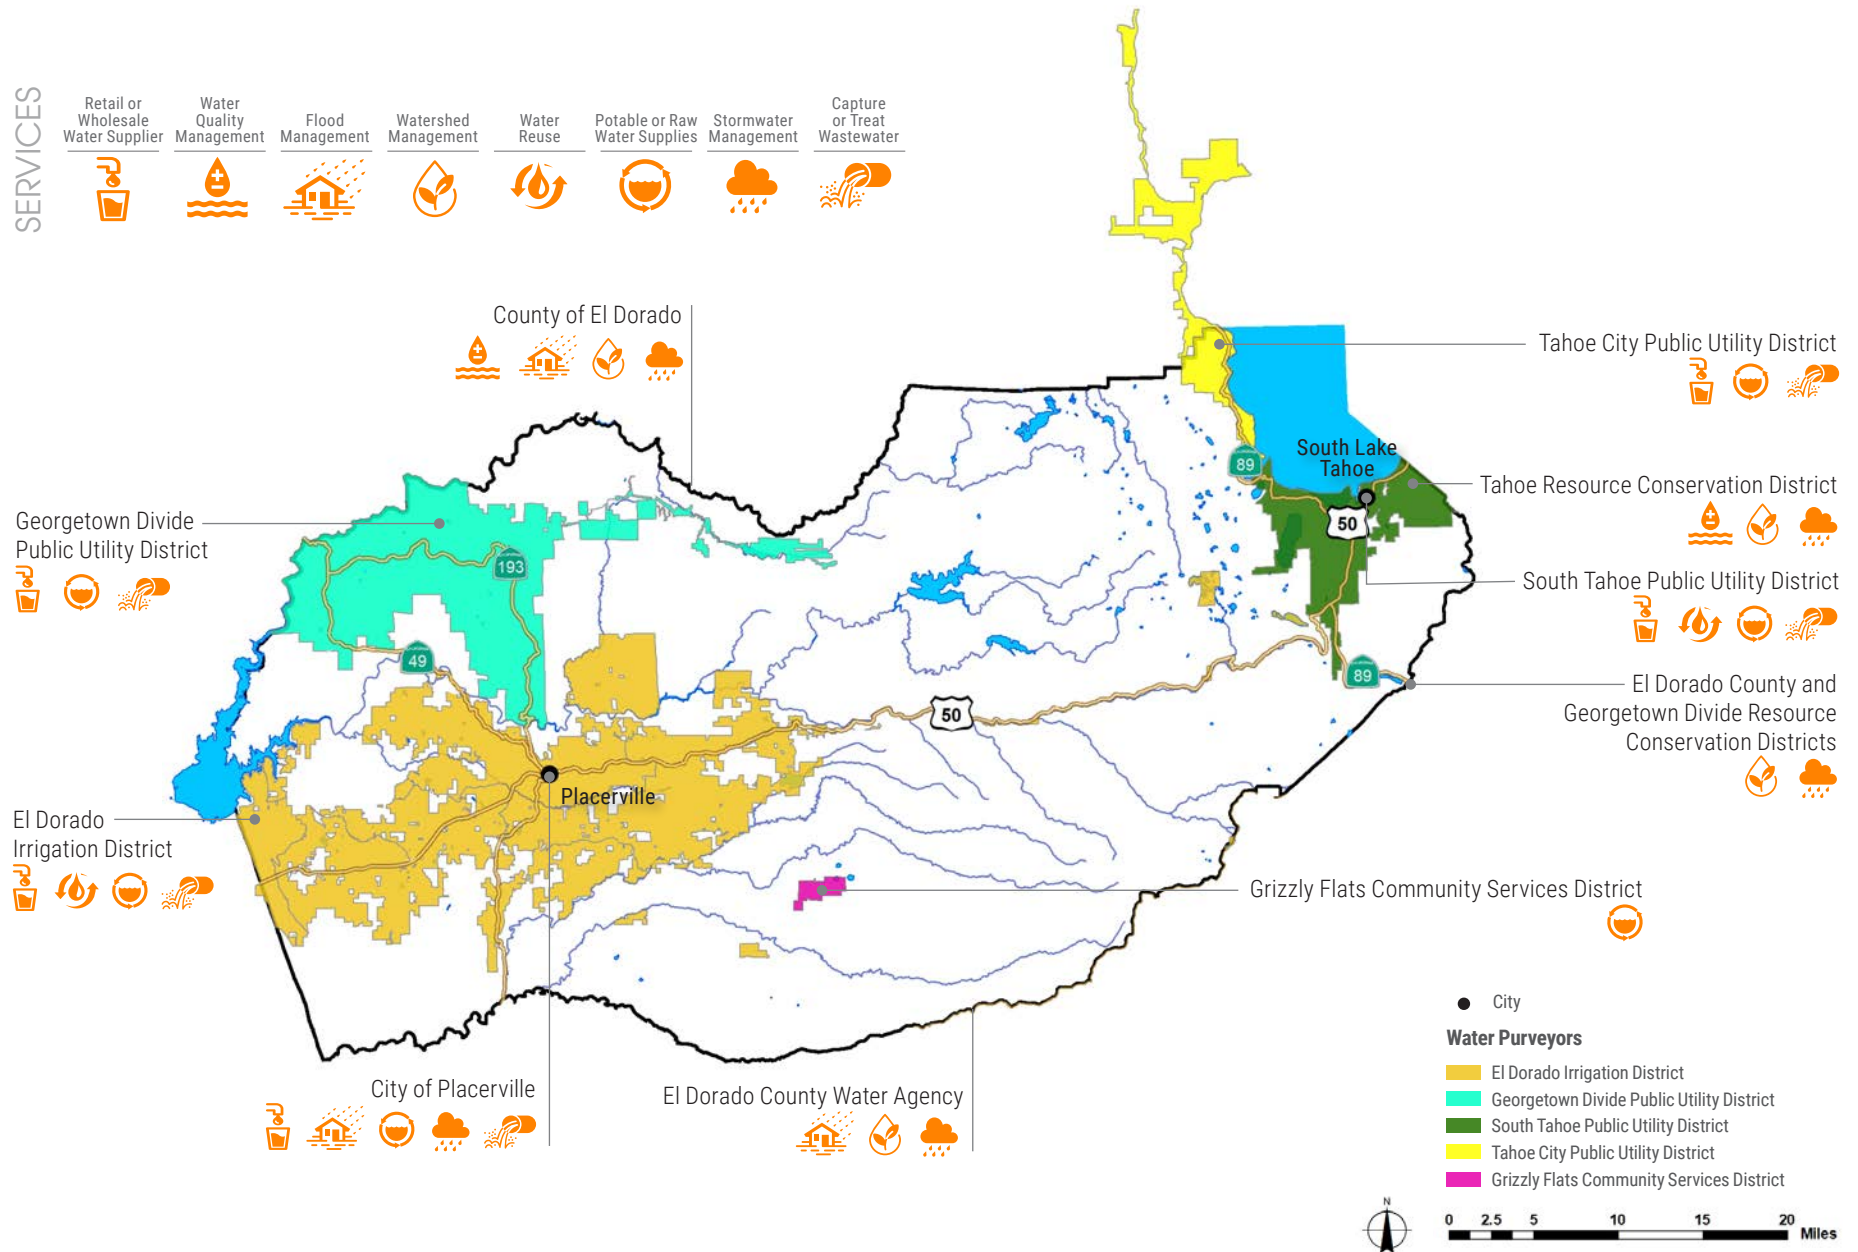 SERVICES
Retail or
Wholesale
Water Supplier
Water
Quality
Management
Flood
Management
Watershed
Management
Water
Reuse
Potable or Raw
Water Supplies
Stormwater
Management
Capture
or Treat
Wastewater
County of El Dorado
Tahoe City Public Utility District
South Lake
Tahoe
89
Tahoe Resource Conservation District
50
Georgetown Divide
Public Utility District
193
South Tahoe Public Utility District
49
89
El Dorado County and
Georgetown Divide Resource
Conservation Districts
50
Placerville
El Dorado
Irrigation District
Grizzly Flats Community Services District
City of Placerville
El Dorado County Water Agency
City
Water Purveyors
El Dorado Irrigation District
Georgetown Divide Public Utility District
South Tahoe Public Utility District
Tahoe City Public Utility District
Grizzly Flats Community Services District
N
0 2.5 5 10 15 20
Miles